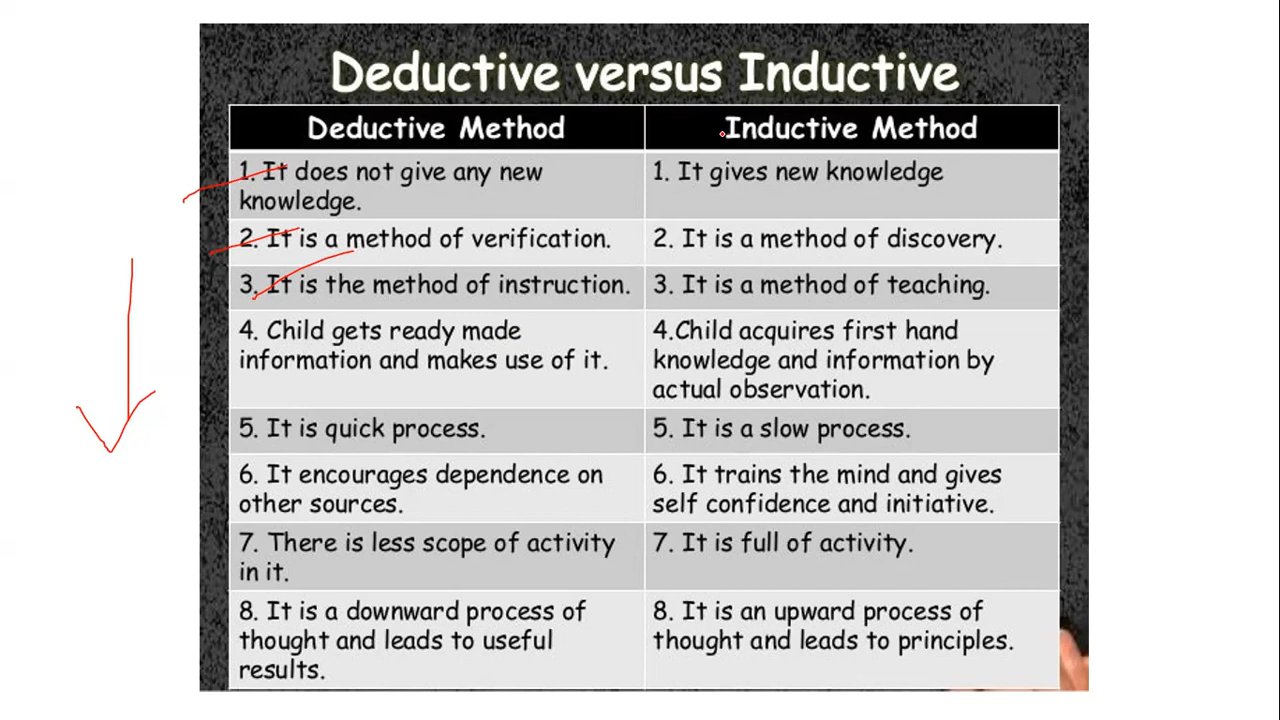 Deductive versus Inductive
Deductive Method
Inductive Method
1. It does not give any new
knowledge.
1. It gives new knowledge
2. It is a method of verification.
2. It is a method of discovery.
3. It is the method of instruction.
3. It is a method of teaching.
4. Child gets ready made
information and makes use of it.
4.Child acquires first hand
knowledge and information by
actual observation.
5. It is quick process.
5. It is a slow process.
6. It encourages dependence on
other sources.
6. It trains the mind and gives
self confidence and initiative.
7. There is less scope of activity
in it.
7. It is full of activity.
8. It is a downward process of
thought and leads to useful
results.
8. It is an upward process of
thought and leads to principles.